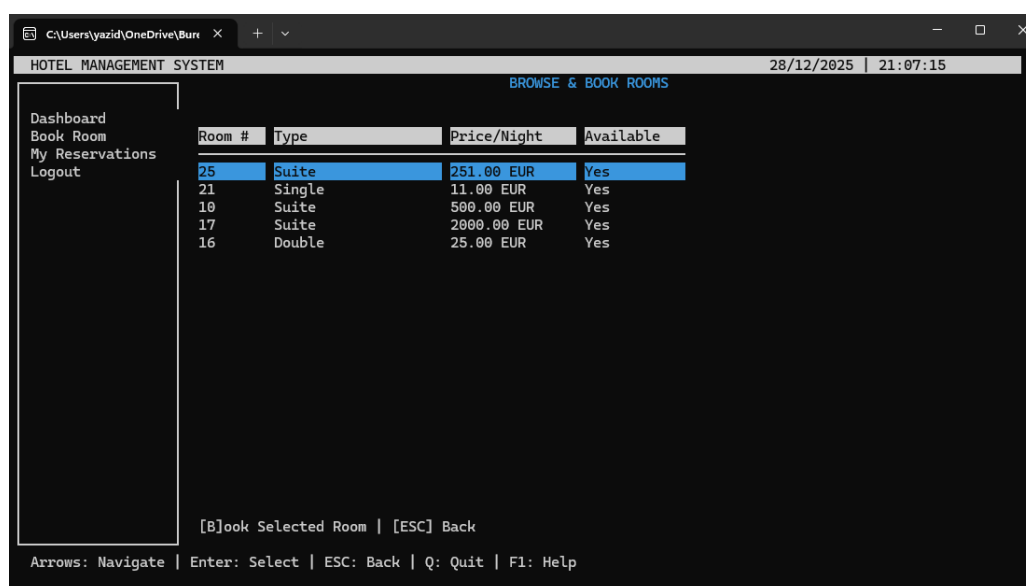 C:\Users\yazid\OneDrive\Bure
HOTEL MANAGEMENT SYSTEM 28/12/2025 | 21:07:15
BROWSE & BOOK ROOMS
Dashboard
Book Room
My Reservations
Logout
Room # Type Price/Night Available
25 Suite 251.00 EUR Yes
21 Single 11.00 EUR Yes
10 Suite 500.00 EUR Yes
17 Suite 2000.00 EUR Yes
16 Double 25.00 EUR Yes
[B]ook Selected Room | [ESC] Back
Arrows: Navigate | Enter: Select | ESC: Back | Q: Quit | F1: Help